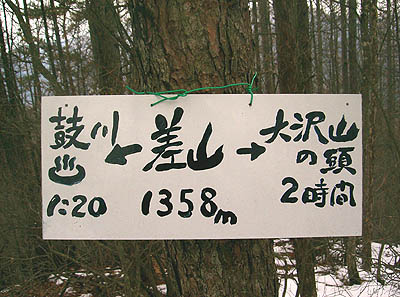 鼓川
♨
1:20
← 差山 →
1358m
大沢山
の頭
2時間